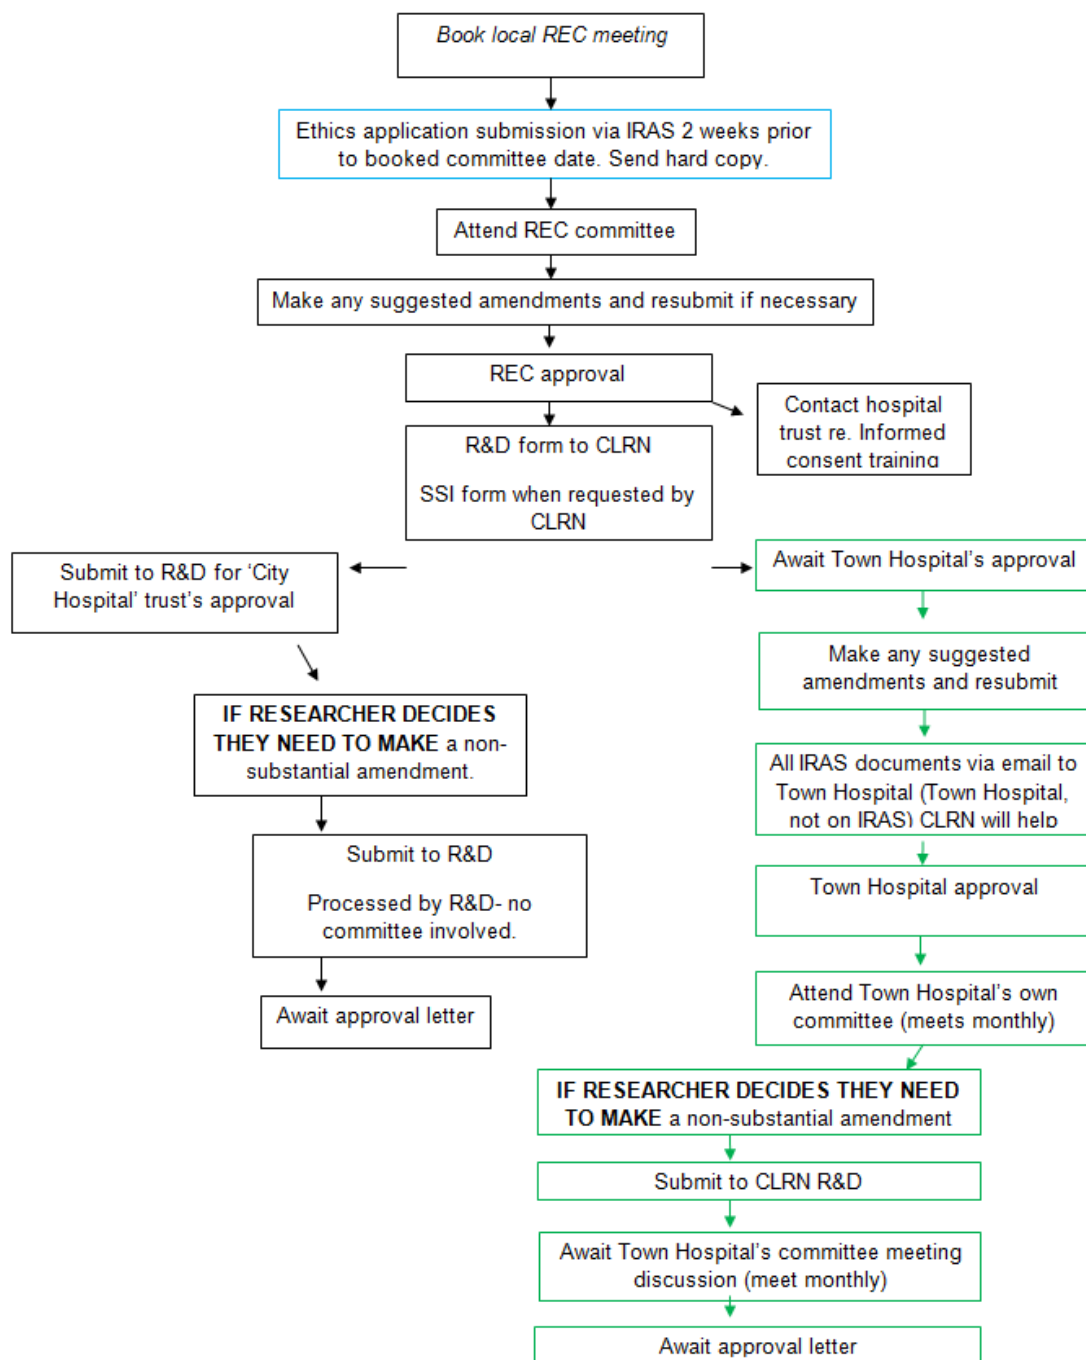 Book local REC meeting
Ethics application submission via IRAS 2 weeks prior
to booked committee date. Send hard copy.
Attend REC committee
Make any suggested amendments and resubmit if necessary
REC approval
Contact hospital
trust re. Informed
consent training
R&D form to CLRN
SSI form when requested by
CLRN
Submit to R&D for ‘City
Hospital’ trust’s approval
IF RESEARCHER DECIDES
THEY NEED TO MAKE a non-
substantial amendment.
Submit to R&D
Processed by R&D- no
committee involved.
Await approval letter
Await Town Hospital’s approval
Make any suggested
amendments and resubmit
All IRAS documents via email to
Town Hospital (Town Hospital,
not on IRAS) CLRN will help
Town Hospital approval
Attend Town Hospital’s own
committee (meets monthly)
IF RESEARCHER DECIDES THEY NEED
TO MAKE a non-substantial amendment
Submit to CLRN R&D
Await Town Hospital’s committee meeting
discussion (meet monthly)
Await approval letter